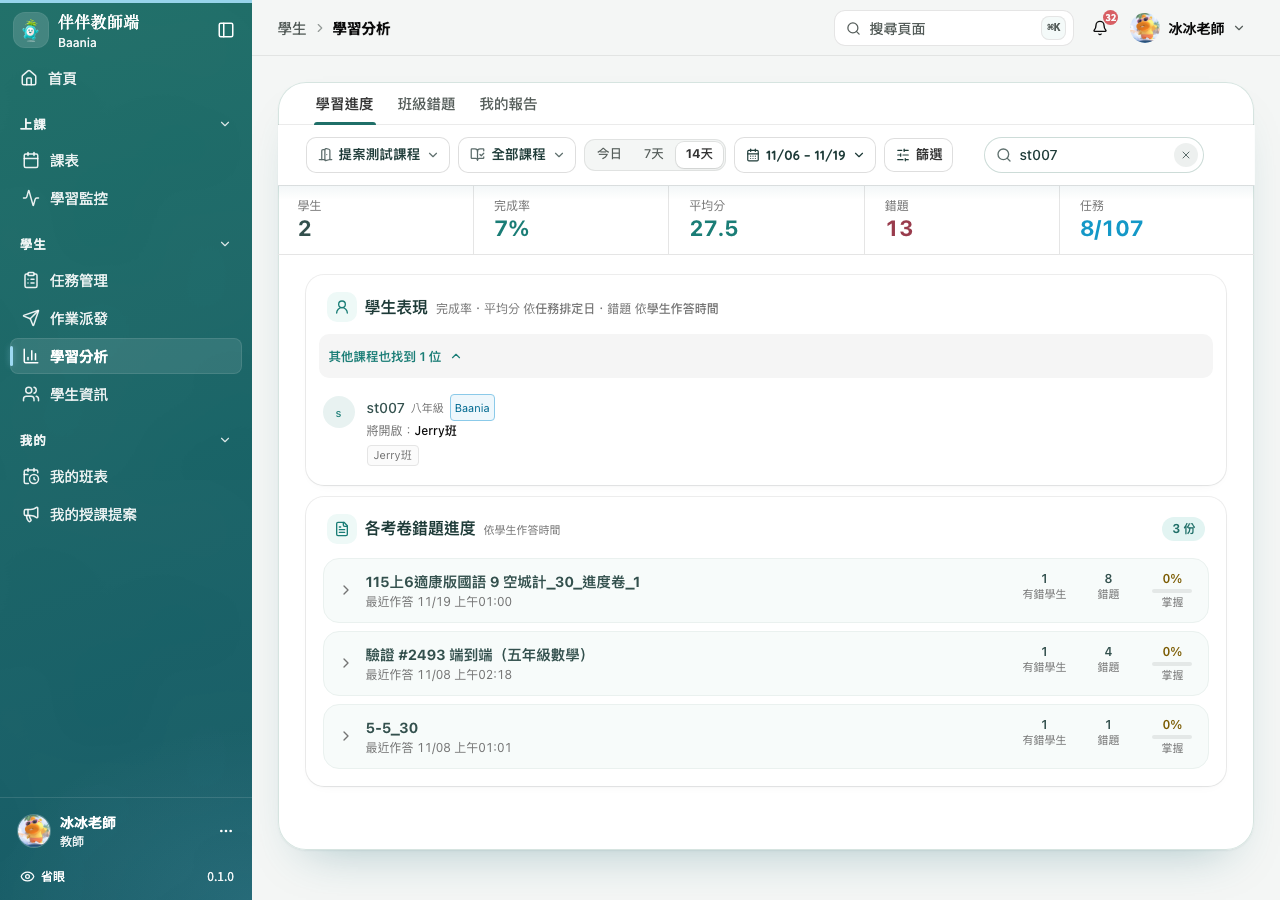 伴伴教師端
Baania
首頁
上課
課表
學習監控
學生
任務管理
作業派發
學習分析
學生資訊
我的
我的班表
我的授課提案
冰冰老師
教師
省眼
0.1.0
學生
學習分析
搜尋頁面
⌘K
32
冰冰老師
學習進度
班級錯題
我的報告
提案測試課程
全部課程
今日
7天
14天
11/06 – 11/19
篩選
st007
學生
2
完成率
7%
平均分
27.5
錯題
13
任務
8/107
學生表現 完成率・平均分 依任務排定日・錯題 依學生作答時間
其他課程也找到 1 位
s
st007 八年級 Baania
將開啟：Jerry班
Jerry班
各考卷錯題進度 依學生作答時間
3 份
115上6適康版國語 9 空城計_30_進度卷_1
最近作答 11/19 上午01:00
1
有錯學生
8
錯題
0%
掌握
驗證 #2493 端到端（五年級數學）
最近作答 11/08 上午02:18
1
有錯學生
4
錯題
0%
掌握
5-5_30
最近作答 11/08 上午01:01
1
有錯學生
1
錯題
0%
掌握